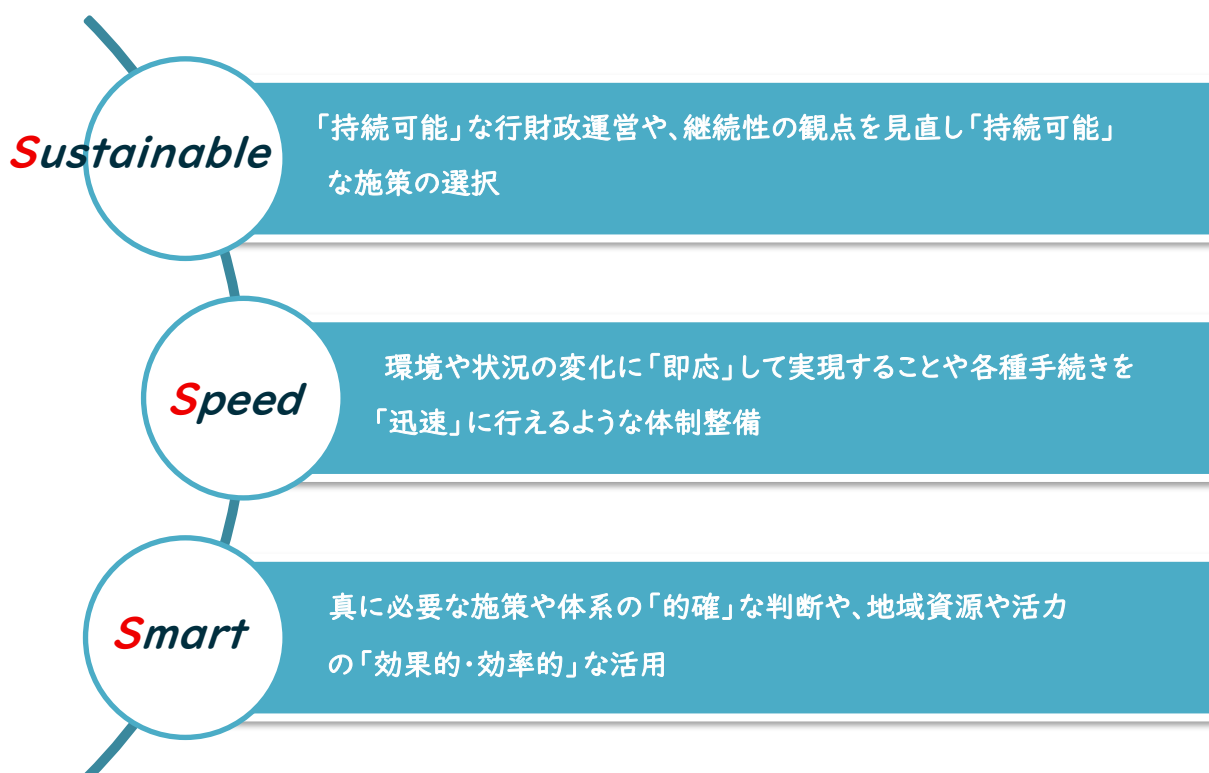 Sustainable
「持続可能」な行財政運営や、継続性の観点を見直し「持続可能」
な施策の選択
Speed
環境や状況の変化に「即応」して実現することや各種手続きを
「迅速」に行えるような体制整備
Smart
真に必要な施策や体系の「的確」な判断や、地域資源や活力
の「効果的・効率的」な活用